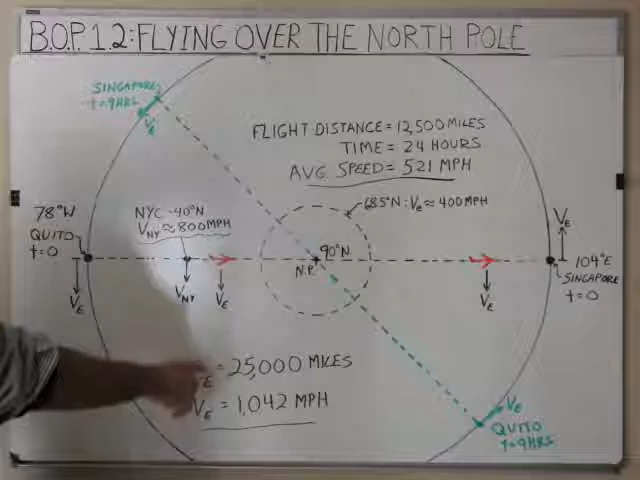 B.O.P. 1.2: FLYING OVER THE NORTH POLE
SINGAPORE
t=9HRS
VE
FLIGHT DISTANCE = 12,500 MILES
TIME = 24 HOURS
AVG. SPEED = 521 MPH
78°W
QUITO
t=0
VE
NYC ~40°N
VNY ≈ 800 MPH
VNY
VE
68.5°N: VE ≈ 400 MPH
90°N
N.P.
VE
104°E
SINGAPORE
t=0
VE
E = 25,000 MILES
VE = 1,042 MPH
VE
QUITO
t=9HRS